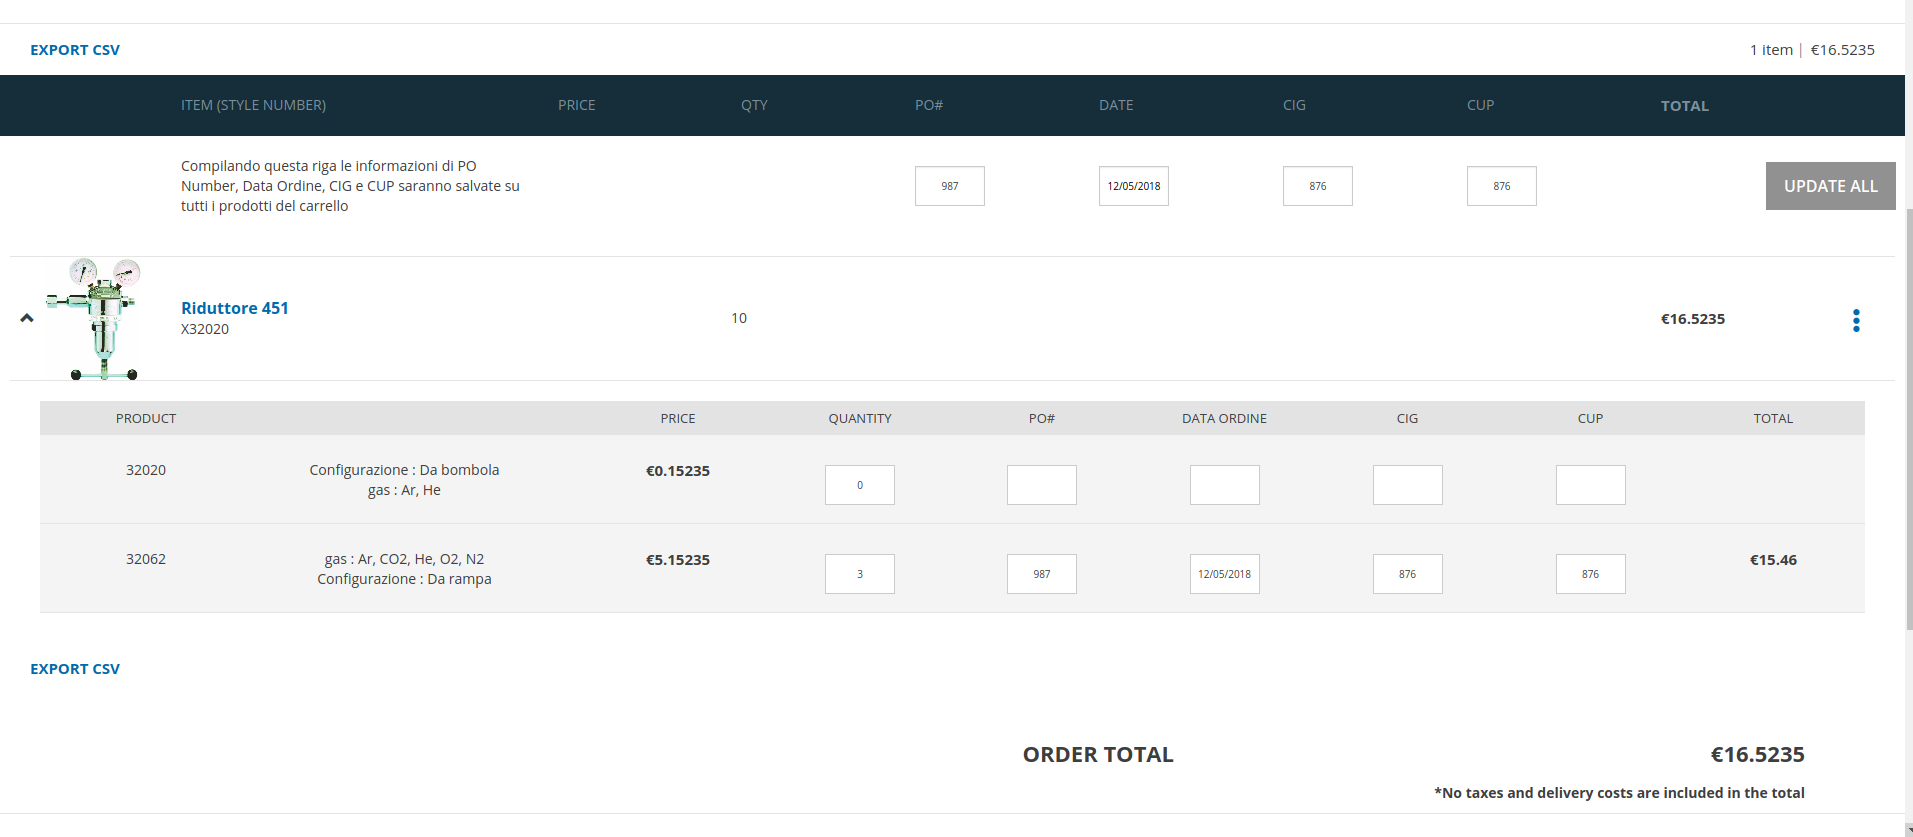 EXPORT CSV
1 item | €16.5235
ITEM (STYLE NUMBER) PRICE QTY PO# DATE CIG CUP TOTAL
Compilando questa riga le informazioni di PO
Number, Data Ordine, CIG e CUP saranno salvate su
tutti i prodotti del carrello
987 12/05/2018 876 876 UPDATE ALL
Riduttore 451
X32020
10 €16.5235
PRODUCT PRICE QUANTITY PO# DATA ORDINE CIG CUP TOTAL
32020 Configurazione : Da bombola €0.15235
gas : Ar, He
0
32062 gas : Ar, CO2, He, O2, N2 €5.15235 €15.46
Configurazione : Da rampa
3 987 12/05/2018 876 876
EXPORT CSV
ORDER TOTAL €16.5235
*No taxes and delivery costs are included in the total